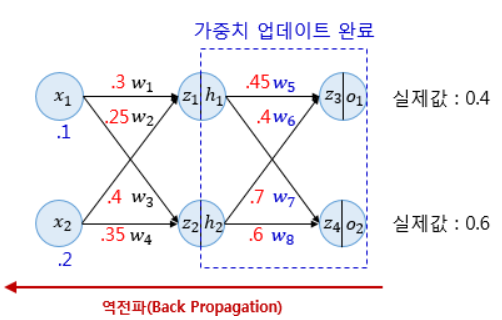 가중치 업데이트 완료
.3 w₁
.45 w₅
x₁
z₁ h₁
z₃ o₁
실제값 : 0.4
.1
.25 w₂
.4 w₆
.4 w₃
.7 w₇
x₂
z₂ h₂
z₄ o₂
실제값 : 0.6
.35 w₄
.6 w₈
.2
역전파(Back Propagation)